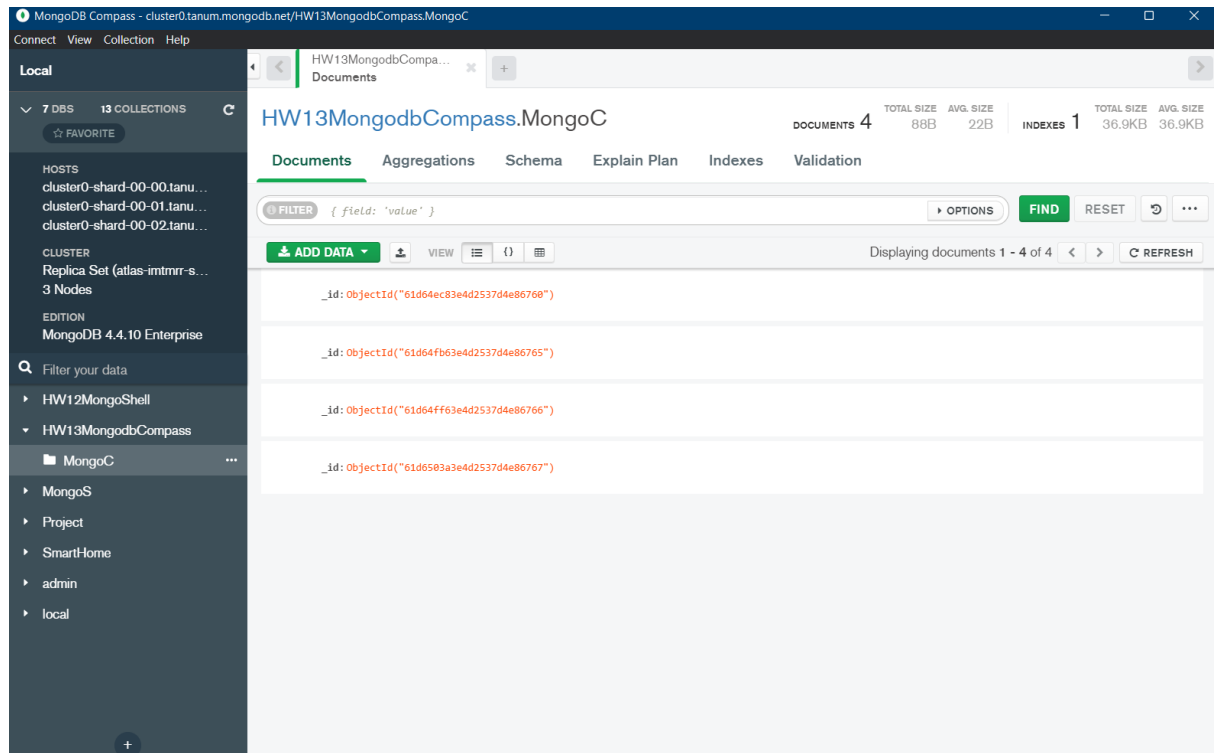 MongoDB Compass - cluster0.tanum.mongodb.net/HW13MongodbCompass.MongoC
Connect View Collection Help
Local
7 DBS 13 COLLECTIONS
☆ FAVORITE
HOSTS
cluster0-shard-00-00.tanu...
cluster0-shard-00-01.tanu...
cluster0-shard-00-02.tanu...
CLUSTER
Replica Set (atlas-imtmrr-s...
3 Nodes
EDITION
MongoDB 4.4.10 Enterprise
Filter your data
HW12MongoShell
HW13MongodbCompass
MongoC ...
MongoS
Project
SmartHome
admin
local
+
HW13MongodbCompa...
Documents
+
HW13MongodbCompass.MongoC
DOCUMENTS 4 TOTAL SIZE 88B AVG. SIZE 22B INDEXES 1 TOTAL SIZE 36.9KB AVG. SIZE 36.9KB
Documents Aggregations Schema Explain Plan Indexes Validation
FILTER { field: 'value' } OPTIONS FIND RESET ...
ADD DATA VIEW {} Displaying documents 1 - 4 of 4 < > REFRESH
_id: ObjectId("61d64ec83e4d2537d4e86760")
_id: ObjectId("61d64fb63e4d2537d4e86765")
_id: ObjectId("61d64ff63e4d2537d4e86766")
_id: ObjectId("61d6503a3e4d2537d4e86767")